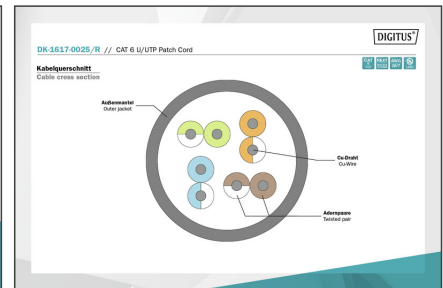 DIGITUS®
DK-1617-0025/R // CAT 6 U/UTP Patch Cord
Kabelquerschnitt
Cable cross section
Außenmantel
Outer jacket
Cu-Draht
Cu-Wire
Adernpaare
Twisted pair